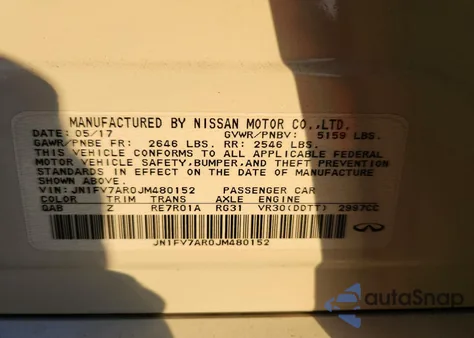 MANUFACTURED BY NISSAN MOTOR CO.,LTD.
DATE: 05/17 GVWR/PNBV: 5159 LBS.
GAWR/PNBE FR: 2646 LBS. RR: 2546 LBS.
THIS VEHICLE CONFORMS TO ALL APPLICABLE FEDERAL
MOTOR VEHICLE SAFETY, BUMPER, AND THEFT PREVENTION
STANDARDS IN EFFECT ON THE DATE OF MANUFACTURE
SHOWN ABOVE.
VIN: JN1FV7AR0JM480152 PASSENGER CAR
COLOR TRIM TRANS AXLE ENGINE
QAB Z RE7R01A RG31 VR30(DDTT) 2997CC
JN1FV7AR0JM480152
autoSnap